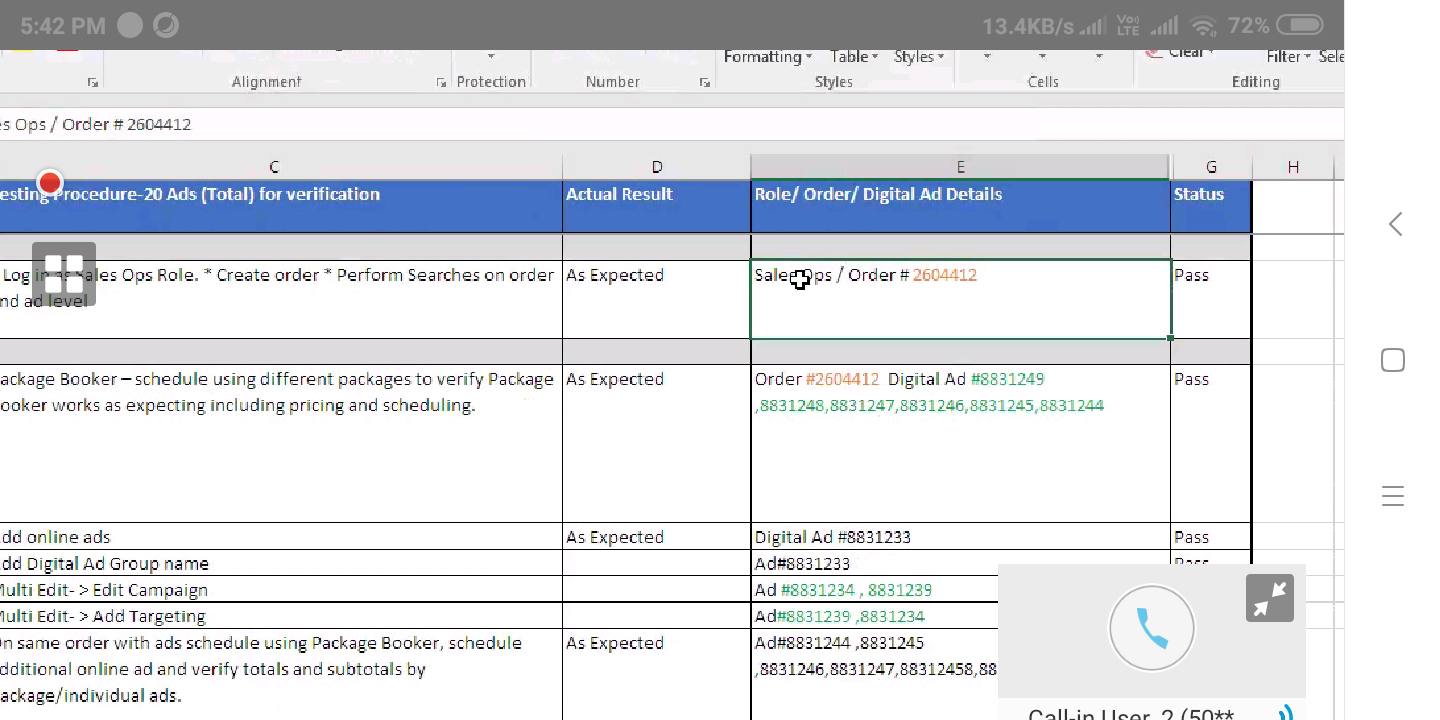 5:42 PM 13.4KB/s Vo) LTE 72%
Formatting Table Styles Clear Filter
Alignment Protection Number Styles Cells Editing
es Ops / Order # 2604412
C D E G H
esting Procedure-20 Ads (Total) for verification Actual Result Role/ Order/ Digital Ad Details Status
Log in as Sales Ops Role. * Create order * Perform Searches on order As Expected Sales Ops / Order # 2604412 Pass
nd ad level
ackage Booker – schedule using different packages to verify Package As Expected Order #2604412 Digital Ad #8831249 Pass
ooker works as expecting including pricing and scheduling. ,8831248,8831247,8831246,8831245,8831244
dd online ads As Expected Digital Ad #8831233 Pass
dd Digital Ad Group name Ad#8831233 Pass
Multi Edit- > Edit Campaign Ad #8831234 , 8831239
Multi Edit- > Add Targeting Ad#8831239 ,8831234
On same order with ads schedule using Package Booker, schedule As Expected Ad#8831244 ,8831245
dditional online ad and verify totals and subtotals by ,8831246,8831247,88312458,88
ackage/individual ads.
Call-in User_2 (50**